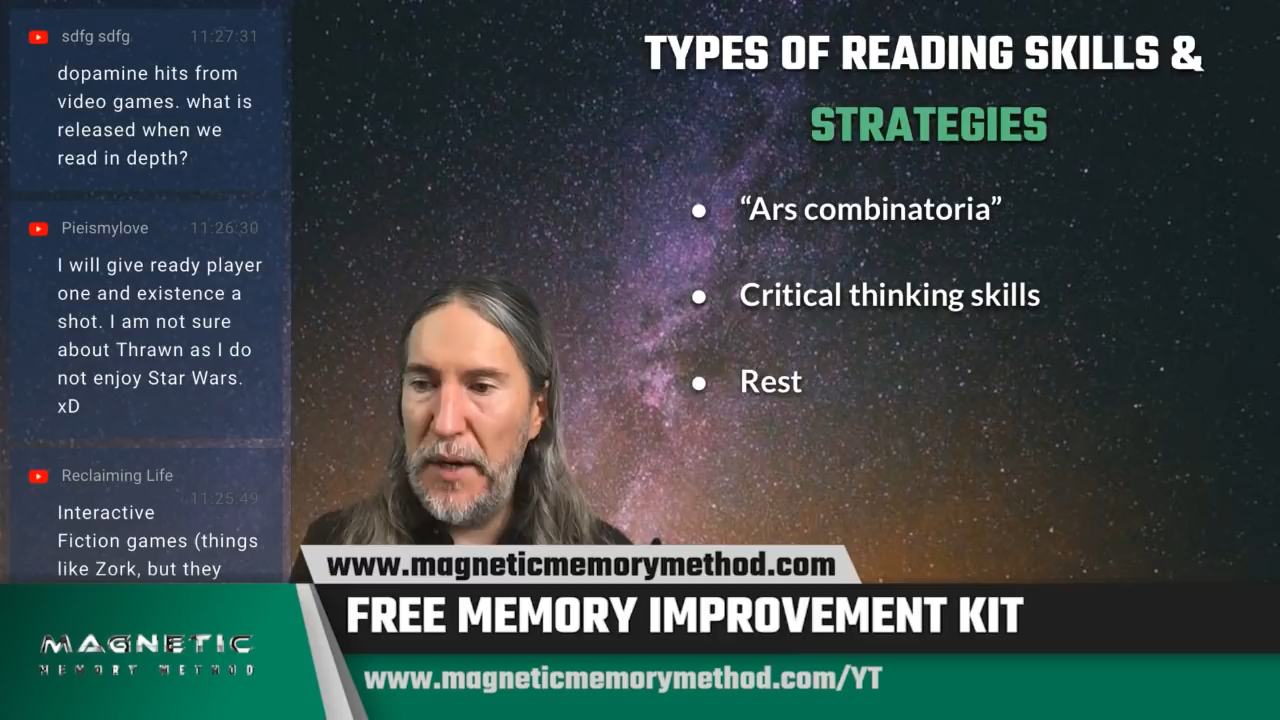 sdfg sdfg 11:27:31
dopamine hits from
video games. what is
released when we
read in depth?
Pieismylove 11:26:30
I will give ready player
one and existence a
shot. I am not sure
about Thrawn as I do
not enjoy Star Wars.
xD
Reclaiming Life
11:25:49
Interactive
Fiction games (things
like Zork, but they
TYPES OF READING SKILLS &
STRATEGIES
● “Ars combinatoria”
● Critical thinking skills
● Rest
www.magneticmemorymethod.com
FREE MEMORY IMPROVEMENT KIT
www.magneticmemorymethod.com/YT
MAGNETIC
MEMORY METHOD